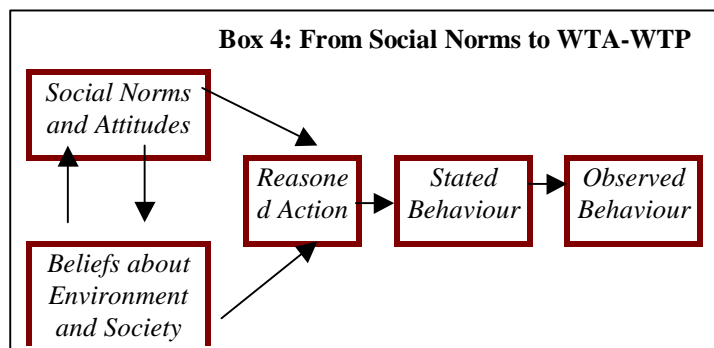 Box 4: From Social Norms to WTA-WTP
Social Norms
and Attitudes
Reasone
d Action
Stated
Behaviour
Observed
Behaviour
Beliefs about
Environment
and Society